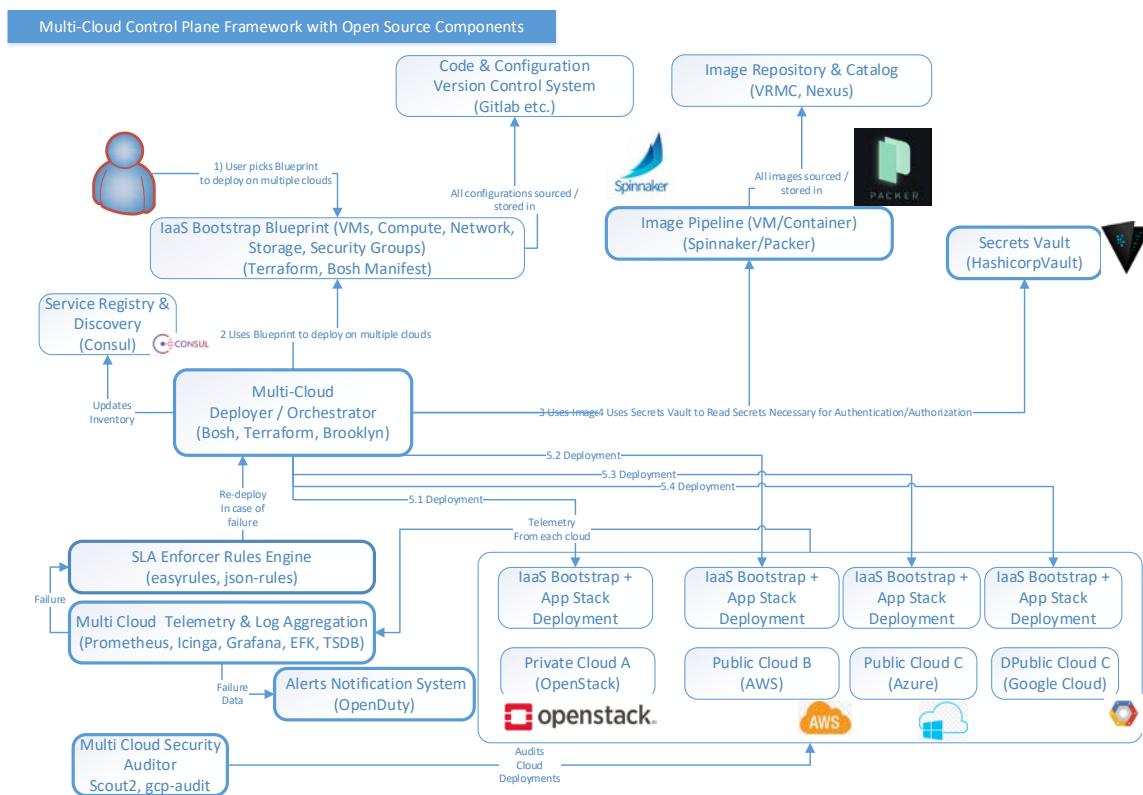 Multi-Cloud Control Plane Framework with Open Source Components
Code & Configuration
Version Control System
(Gitlab etc.)
Image Repository & Catalog
(VRMC, Nexus)
1) User picks Blueprint
to deploy on multiple clouds
Spinnaker
PACKER
All configurations sourced /
stored in
All images sourced /
stored in
IaaS Bootstrap Blueprint (VMs, Compute, Network,
Storage, Security Groups)
(Terraform, Bosh Manifest)
Image Pipeline (VM/Container)
(Spinnaker/Packer)
Secrets Vault
(HashicorpVault)
Service Registry &
Discovery
(Consul)
CONSUL
2 Uses Blueprint to deploy on multiple clouds
Multi-Cloud
Deployer / Orchestrator
(Bosh, Terraform, Brooklyn)
Updates
Inventory
3 Uses Image
4 Uses Secrets Vault to Read Secrets Necessary for Authentication/Authorization
5.2 Deployment
5.3 Deployment
5.4 Deployment
5.1 Deployment
Re-deploy
In case of
failure
Telemetry
From each cloud
SLA Enforcer Rules Engine
(easyrules, json-rules)
Failure
Multi Cloud Telemetry & Log Aggregation
(Prometheus, Icinga, Grafana, EFK, TSDB)
Failure
Data
Alerts Notification System
(OpenDuty)
IaaS Bootstrap +
App Stack
Deployment
IaaS Bootstrap +
App Stack
Deployment
IaaS Bootstrap +
App Stack
Deployment
IaaS Bootstrap +
App Stack
Deployment
Private Cloud A
(OpenStack)
Public Cloud B
(AWS)
Public Cloud C
(Azure)
DPublic Cloud C
(Google Cloud)
openstack.
AWS
Multi Cloud Security
Auditor
Scout2, gcp-audit
Audits
Cloud
Deployments